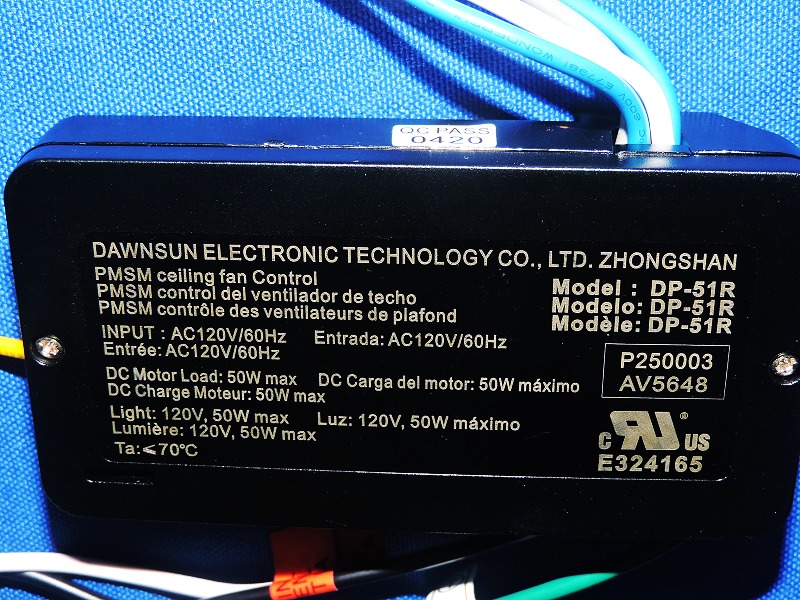 600V E77381 WONDERFUL
QC PASS
0420
DAWNSUN ELECTRONIC TECHNOLOGY CO., LTD. ZHONGSHAN
PMSM ceiling fan Control
PMSM control del ventilador de techo
PMSM contrôle des ventilateurs de plafond
Model : DP-51R
Modelo: DP-51R
Modèle: DP-51R
INPUT : AC120V/60Hz Entrada: AC120V/60Hz
Entrée: AC120V/60Hz
P250003
AV5648
DC Motor Load: 50W max DC Carga del motor: 50W máximo
DC Charge Moteur: 50W max
Light: 120V, 50W max Luz: 120V, 50W máximo
Lumière: 120V, 50W max
Ta:⩽70℃
c RU ® US
E324165